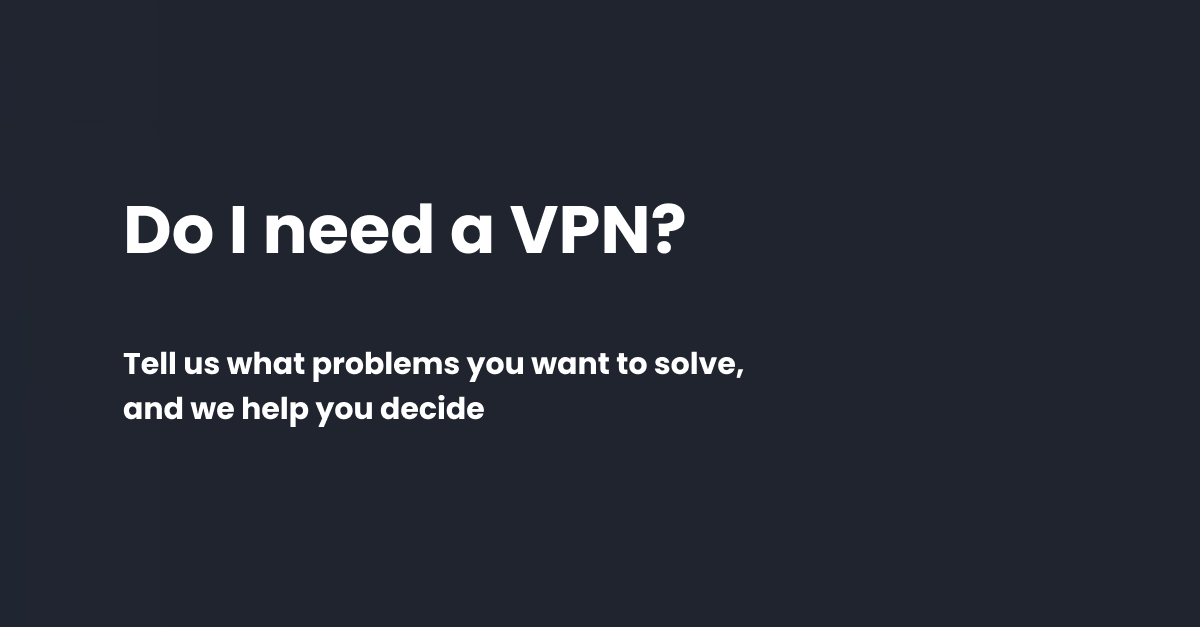 Do I need a VPN?
Tell us what problems you want to solve,
and we help you decide